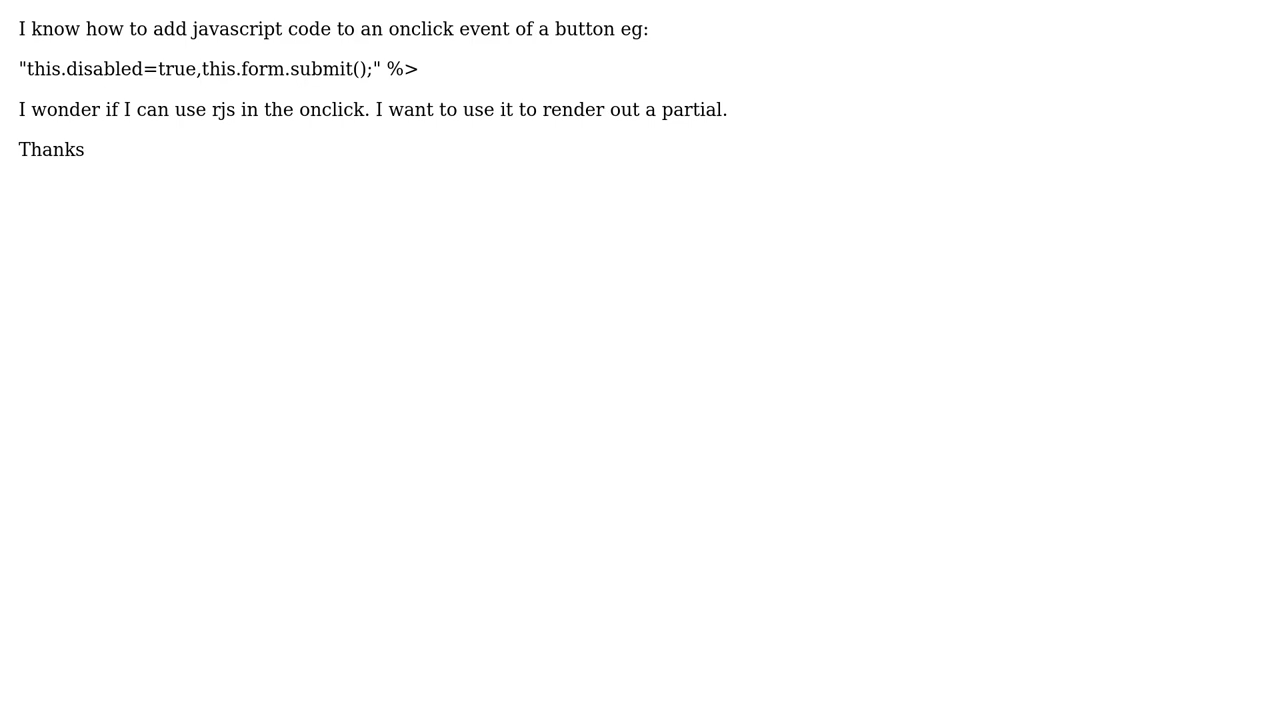 I know how to add javascript code to an onclick event of a button eg:
"this.disabled=true,this.form.submit();" %>
I wonder if I can use rjs in the onclick. I want to use it to render out a partial.
Thanks